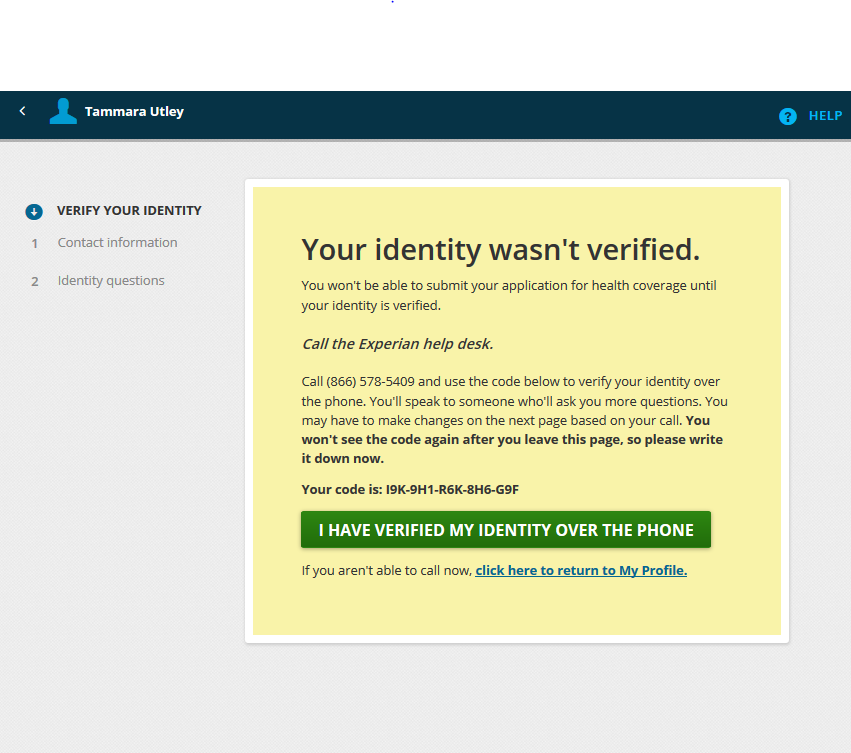 Tammara Utley
? HELP
VERIFY YOUR IDENTITY
1 Contact information
2 Identity questions
Your identity wasn't verified.
You won't be able to submit your application for health coverage until
your identity is verified.
Call the Experian help desk.
Call (866) 578-5409 and use the code below to verify your identity over
the phone. You'll speak to someone who'll ask you more questions. You
may have to make changes on the next page based on your call. You
won't see the code again after you leave this page, so please write
it down now.
Your code is: I9K-9H1-R6K-8H6-G9F
I HAVE VERIFIED MY IDENTITY OVER THE PHONE
If you aren't able to call now, click here to return to My Profile.